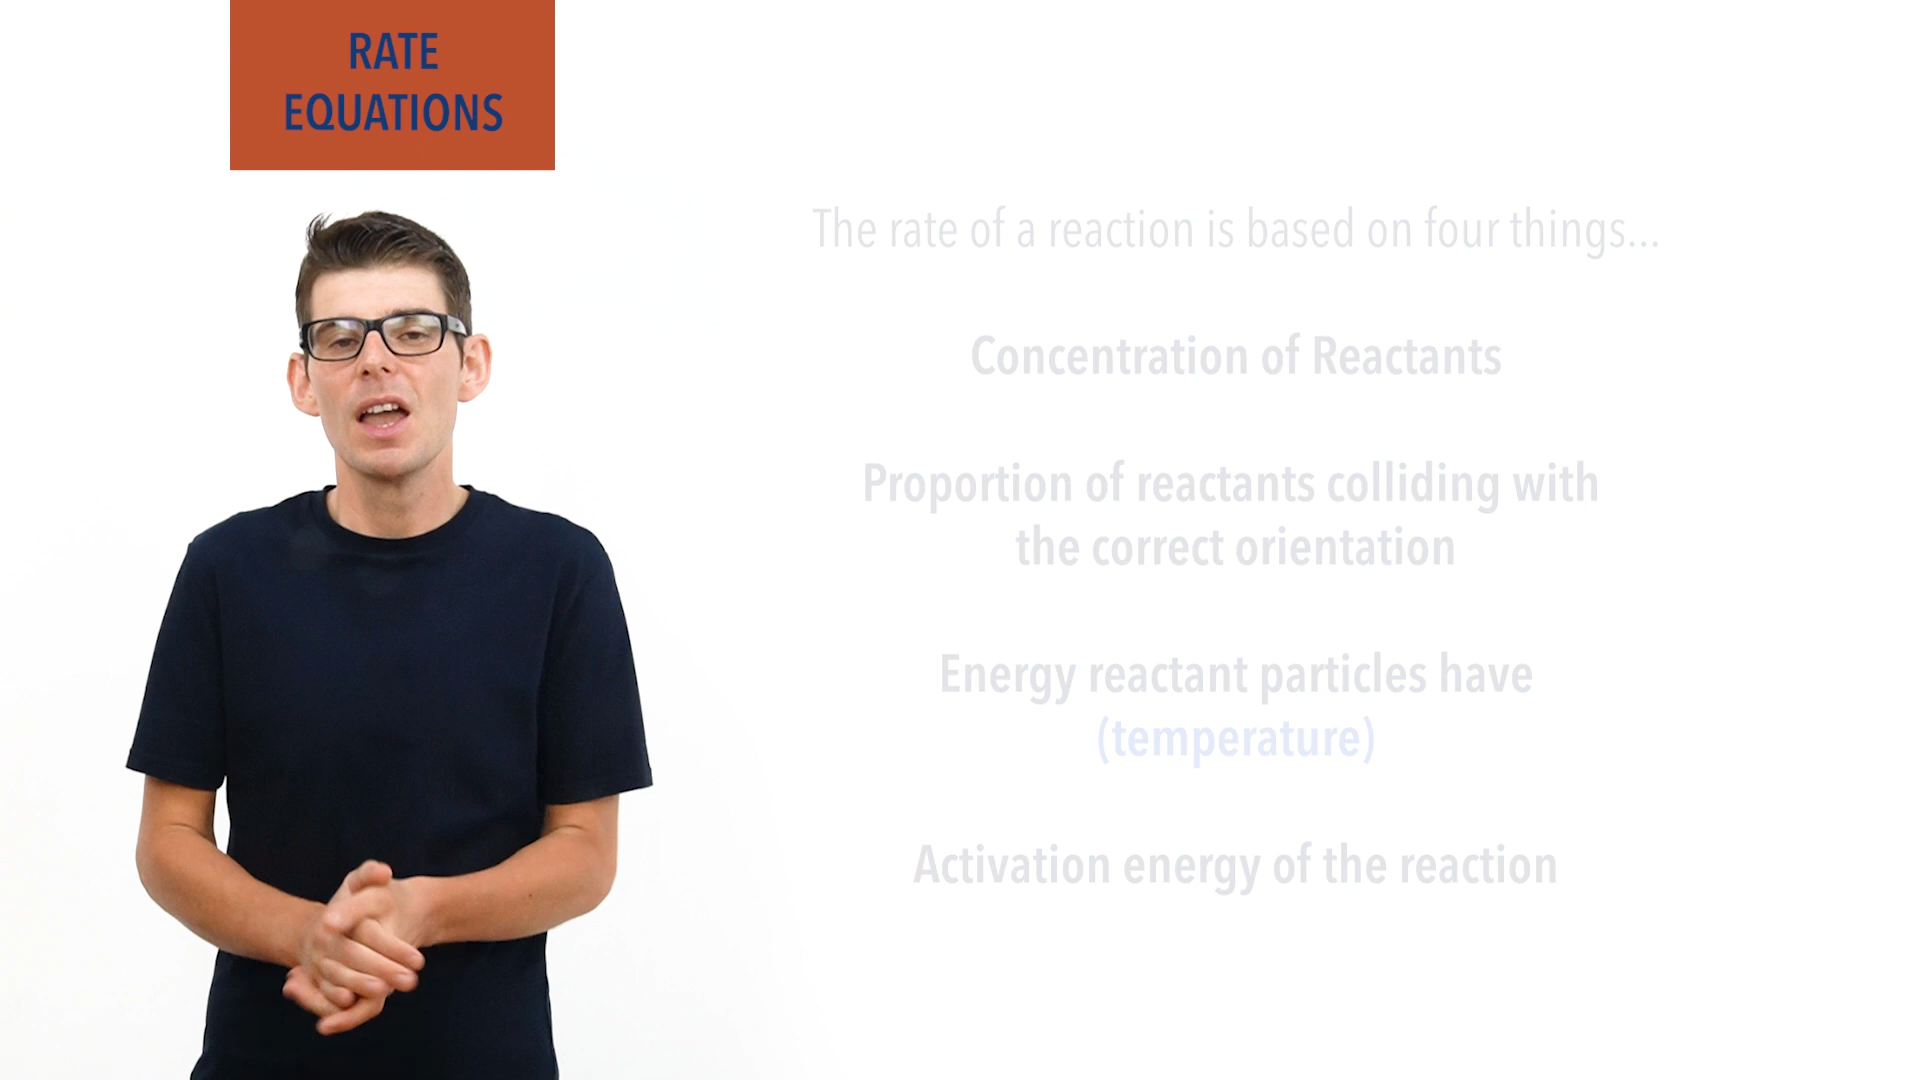 RATE
EQUATIONS
The rate of a reaction is based on four things...
Concentration of Reactants
Proportion of reactants colliding with
the correct orientation
Energy reactant particles have
(temperature)
Activation energy of the reaction